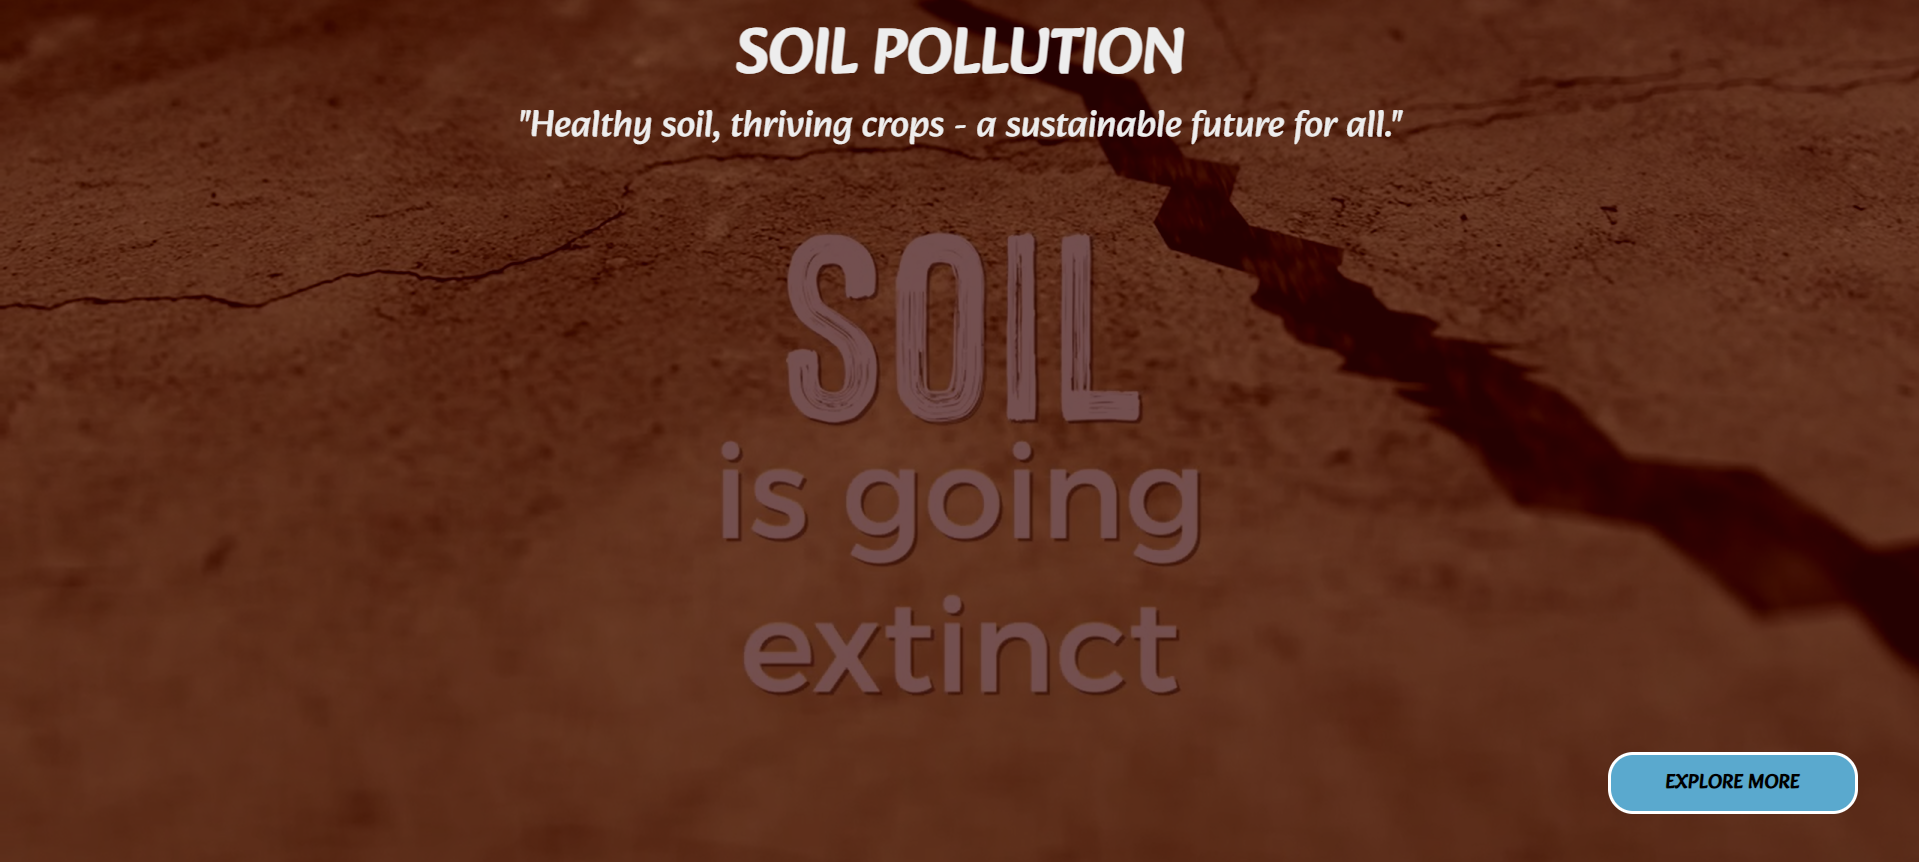 SOIL POLLUTION
"Healthy soil, thriving crops - a sustainable future for all."
SOIL
is going
extinct
EXPLORE MORE